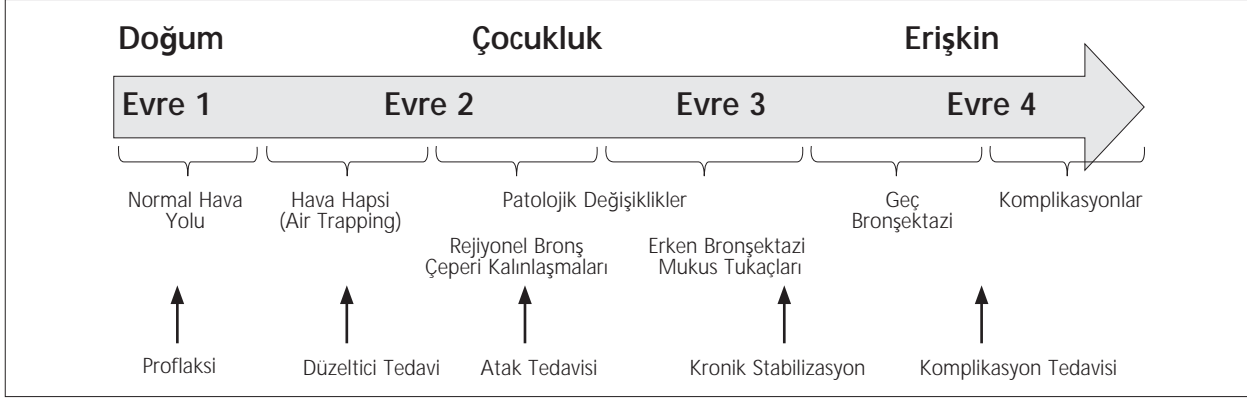 Doğum Çocukluk Erişkin
Evre 1 Evre 2 Evre 3 Evre 4
Normal Hava
Yolu
Hava Hapsi
(Air Trapping)
Patolojik Değişiklikler
Rejiyonel Bronş
Çeperi Kalınlaşmaları
Erken Bronşektazi
Mukus Tukaçları
Geç
Bronşektazi
Komplikasyonlar
Proflaksi
Düzeltici Tedavi
Atak Tedavisi
Kronik Stabilizasyon
Komplikasyon Tedavisi